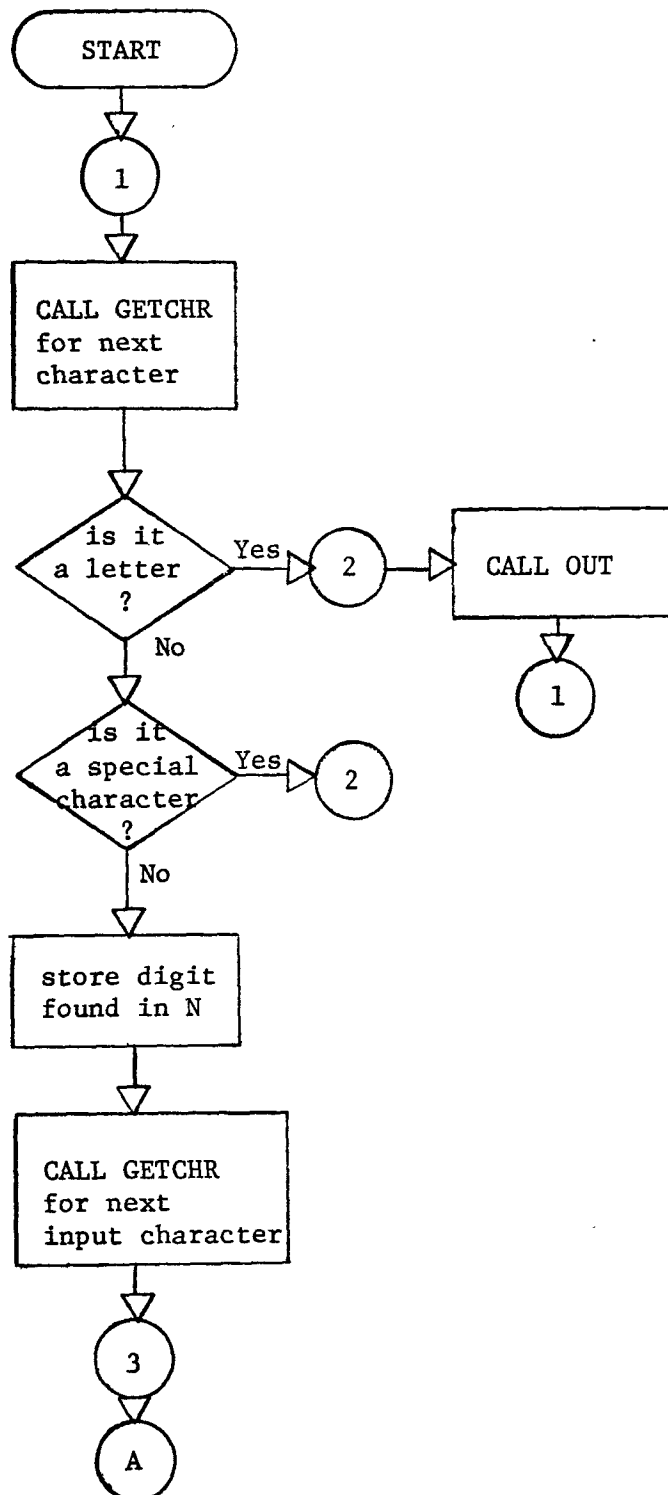 START
1
CALL GETCHR
for next
character
is it
a letter
?
Yes
2
CALL OUT
1
No
is it
a special
character
?
Yes
2
No
store digit
found in N
CALL GETCHR
for next
input character
3
A